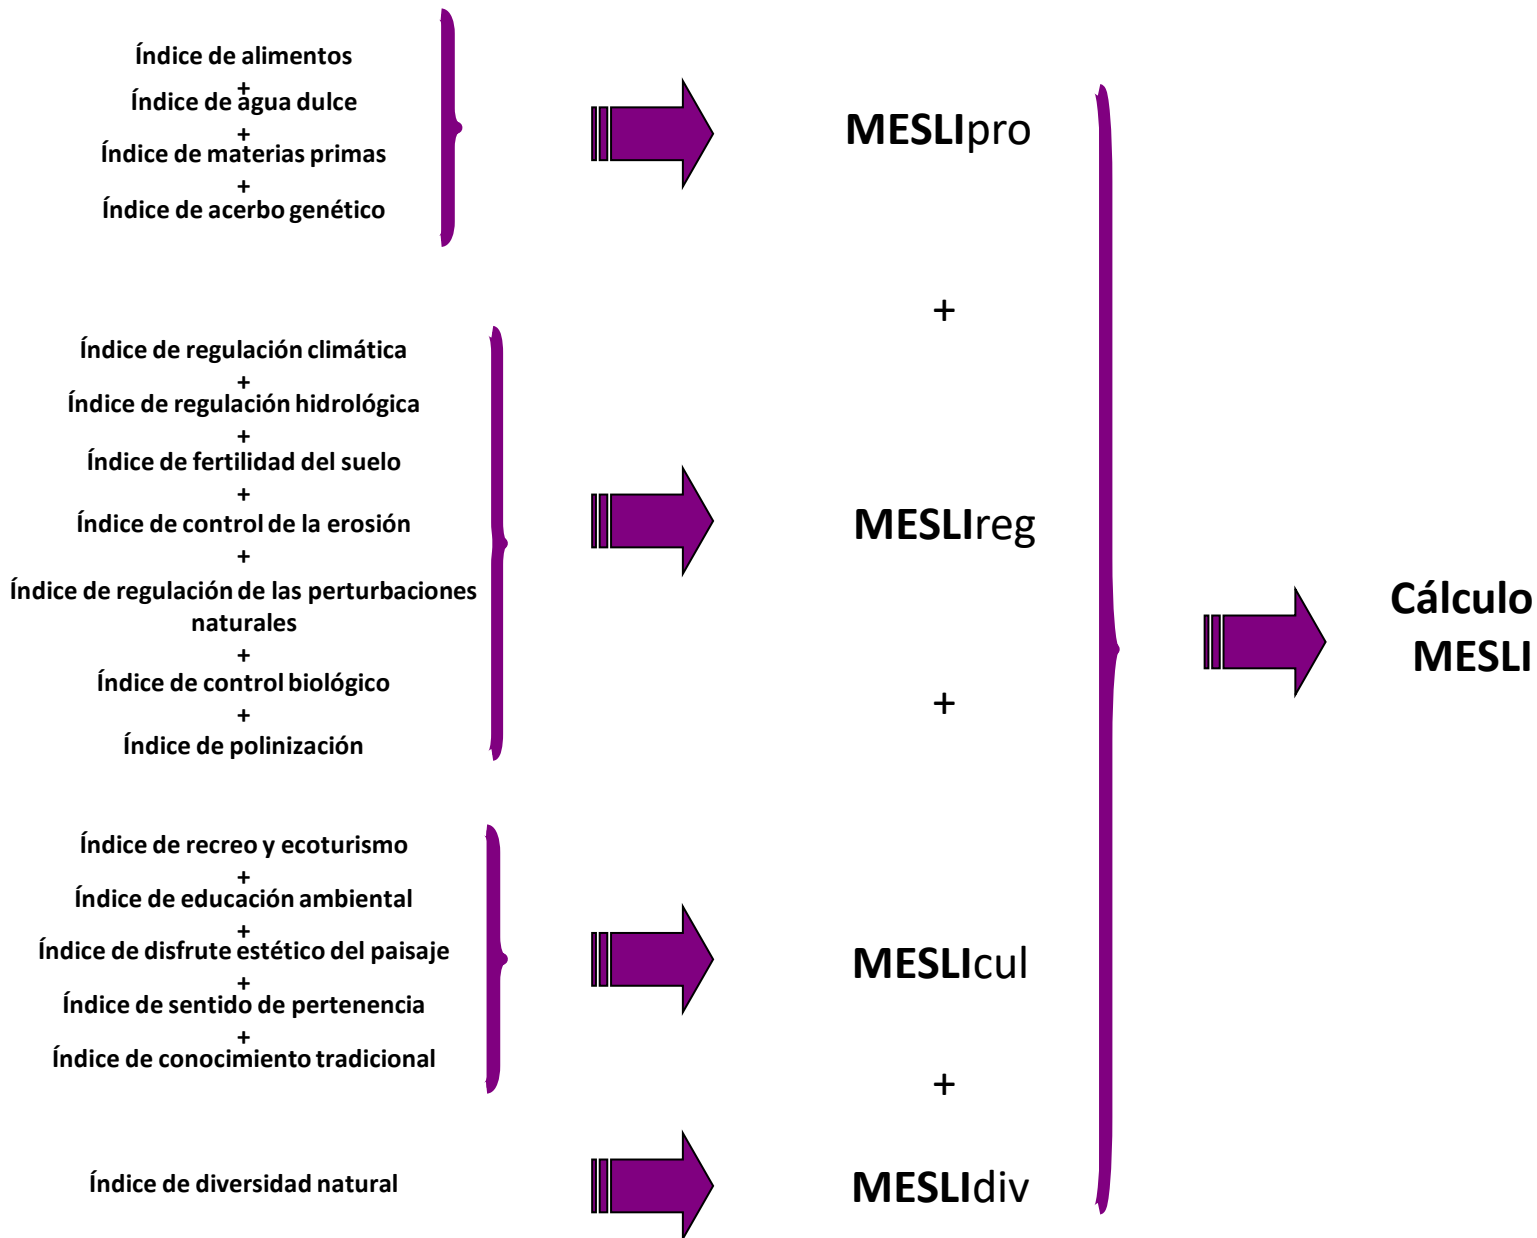 Índice de alimentos
+
Índice de agua dulce
+
Índice de materias primas
+
Índice de acerbo genético
MESLIpro
+
Índice de regulación climática
+
Índice de regulación hidrológica
+
Índice de fertilidad del suelo
+
Índice de control de la erosión
+
Índice de regulación de las perturbaciones
naturales
+
Índice de control biológico
+
Índice de polinización
MESLIreg
+
Índice de recreo y ecoturismo
+
Índice de educación ambiental
+
Índice de disfrute estético del paisaje
+
Índice de sentido de pertenencia
+
Índice de conocimiento tradicional
MESLIcul
+
Índice de diversidad natural
MESLIdiv
Cálculo
MESLI